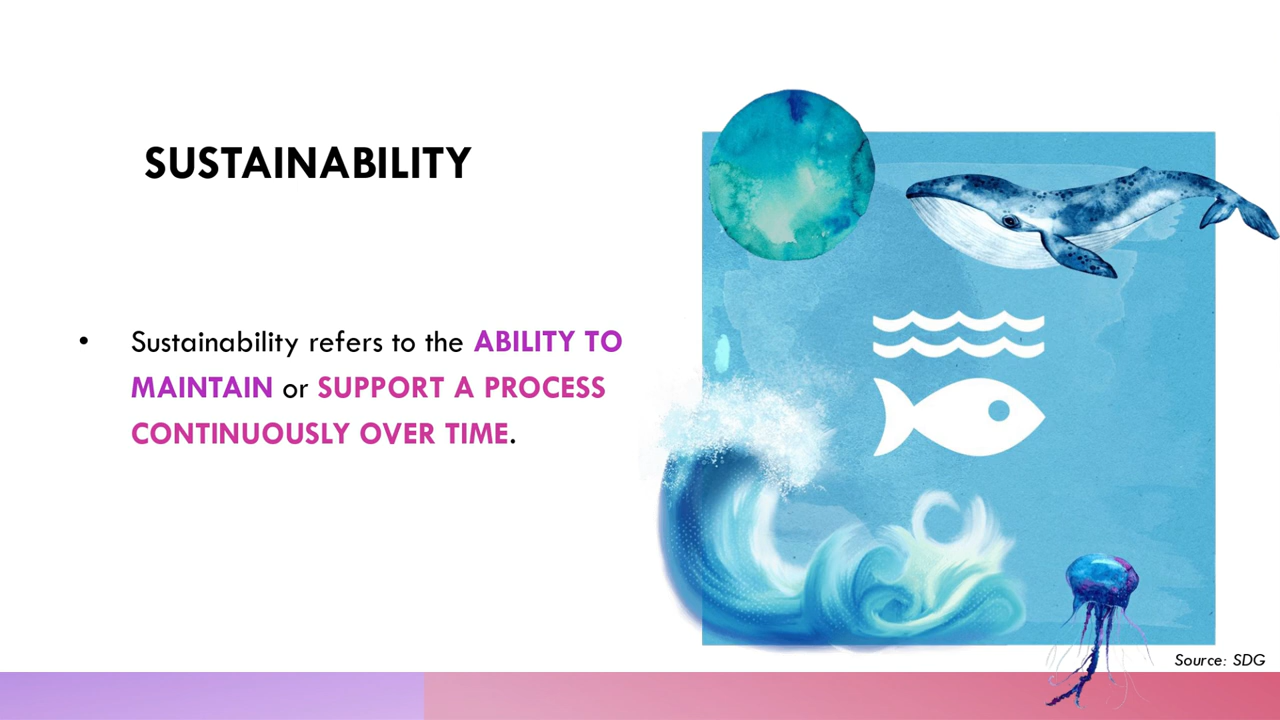 SUSTAINABILITY
• Sustainability refers to the ABILITY TO
MAINTAIN or SUPPORT A PROCESS
CONTINUOUSLY OVER TIME.
Source: SDG